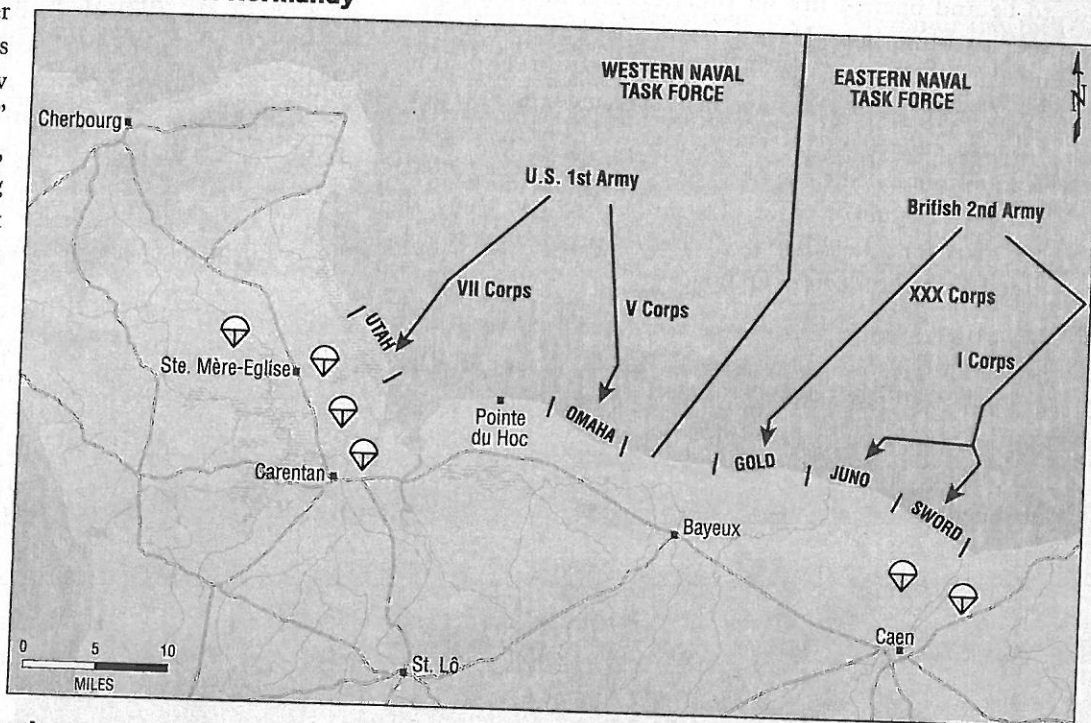 Normandy
er
s
WESTERN NAVAL
TASK FORCE
EASTERN NAVAL
TASK FORCE
N
Cherbourg
U.S. 1st Army
British 2nd Army
VII Corps
V Corps
XXX Corps
I Corps
UTAH
Ste. Mère-Eglise
Pointe
du Hoc
OMAHA
GOLD
JUNO
SWORD
Carentan
Bayeux
Caen
St. Lô
0 5 10
MILES